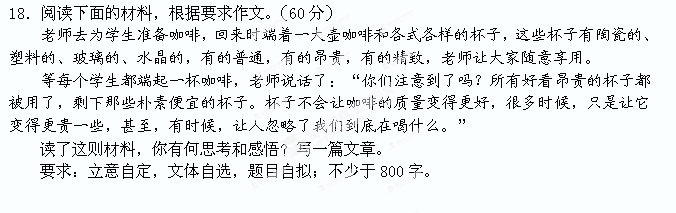 18．阅读下面的材料，根据要求作文。（60分）
老师去为学生准备咖啡，回来时端着一大壶咖啡和各式各样的杯子，这些杯子有陶瓷的、
塑料的、玻璃的、水晶的，有的普通，有的昂贵，有的精致，老师让大家随意享用。
等每个学生都端起一杯咖啡，老师说话了：“你们注意到了吗？所有好看昂贵的杯子都
被用了，剩下那些朴素便宜的杯子。杯子不会让咖啡的质量变得更好，很多时候，只是让它
变得更贵一些，甚至，有时候，让人忽略了我们到底在喝什么。”
读了这则材料，你有何思考和感悟？写一篇文章。
要求：立意自定，文体自选，题目自拟；不少于800字。